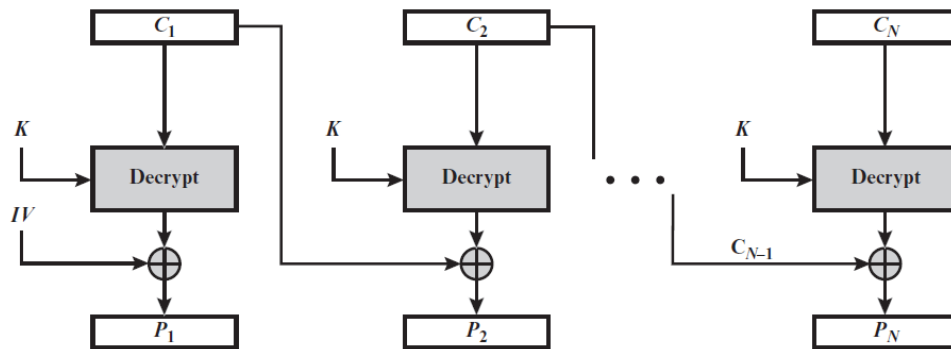 C1 C2 CN
K K K
Decrypt Decrypt Decrypt
IV
• • •
CN–1
P1 P2 PN